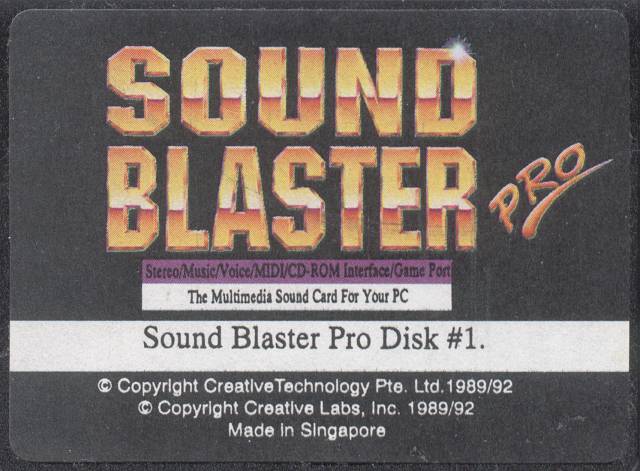 SOUND
BLASTER
PRO
Stereo/Music/Voice/MIDI/CD-ROM Interface/Game Port
The Multimedia Sound Card For Your PC
Sound Blaster Pro Disk #1.
© Copyright CreativeTechnology Pte. Ltd.1989/92
© Copyright Creative Labs, Inc. 1989/92
Made in Singapore